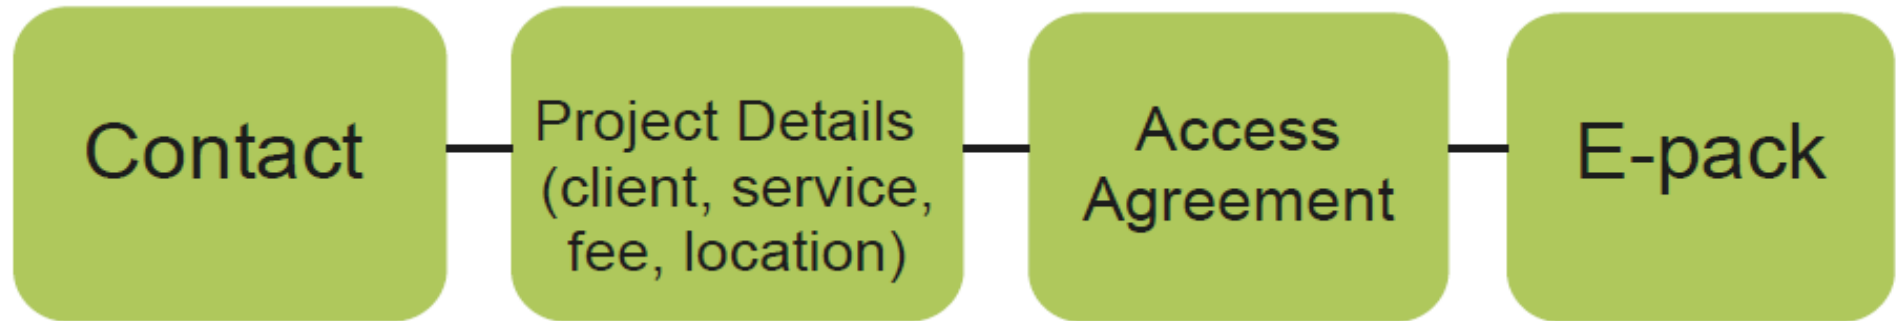 Contact
Project Details
(client, service,
fee, location)
Access
Agreement
E-pack